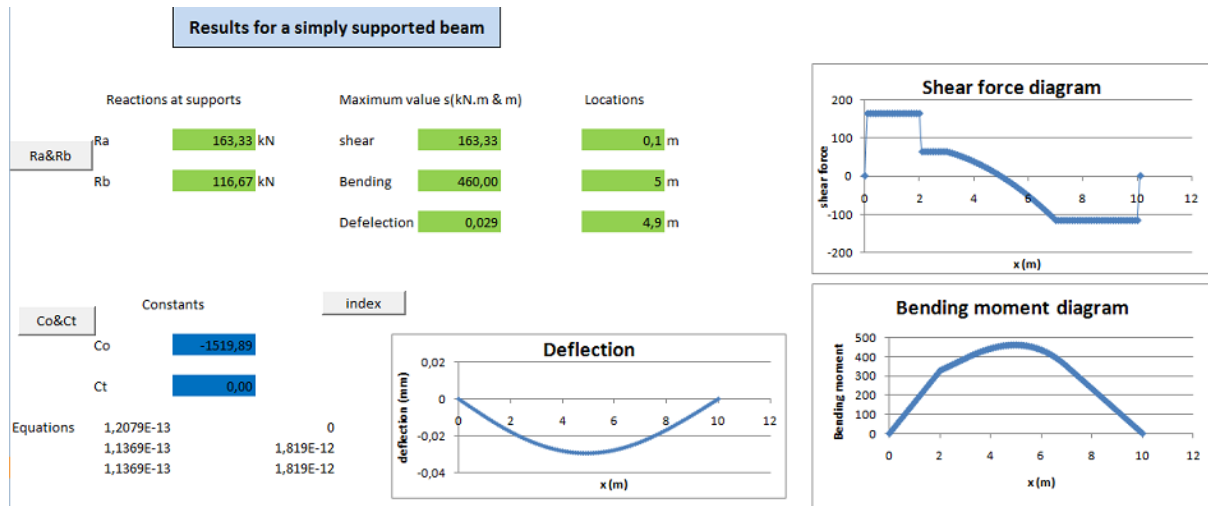 Results for a simply supported beam
Reactions at supports
Maximum value s(kN.m & m)
Locations
Ra&Rb
Ra
163,33 kN
shear
163,33
0,1 m
Rb
116,67 kN
Bending
460,00
5 m
Defelection
0,029
4,9 m
Co&Ct
Constants
index
Co
-1519,89
Ct
0,00
Equations
1,2079E-13
0
1,1369E-13
1,819E-12
1,1369E-13
1,819E-12
Deflection
deflection (mm)
0,02
0
-0,02
-0,04
0 2 4 6 8 10 12
x (m)
Shear force diagram
shear force
200
100
0
-100
-200
0 2 4 6 8 10 12
x (m)
Bending moment diagram
Bending moment
500
400
300
200
100
0
0 2 4 6 8 10 12
x (m)